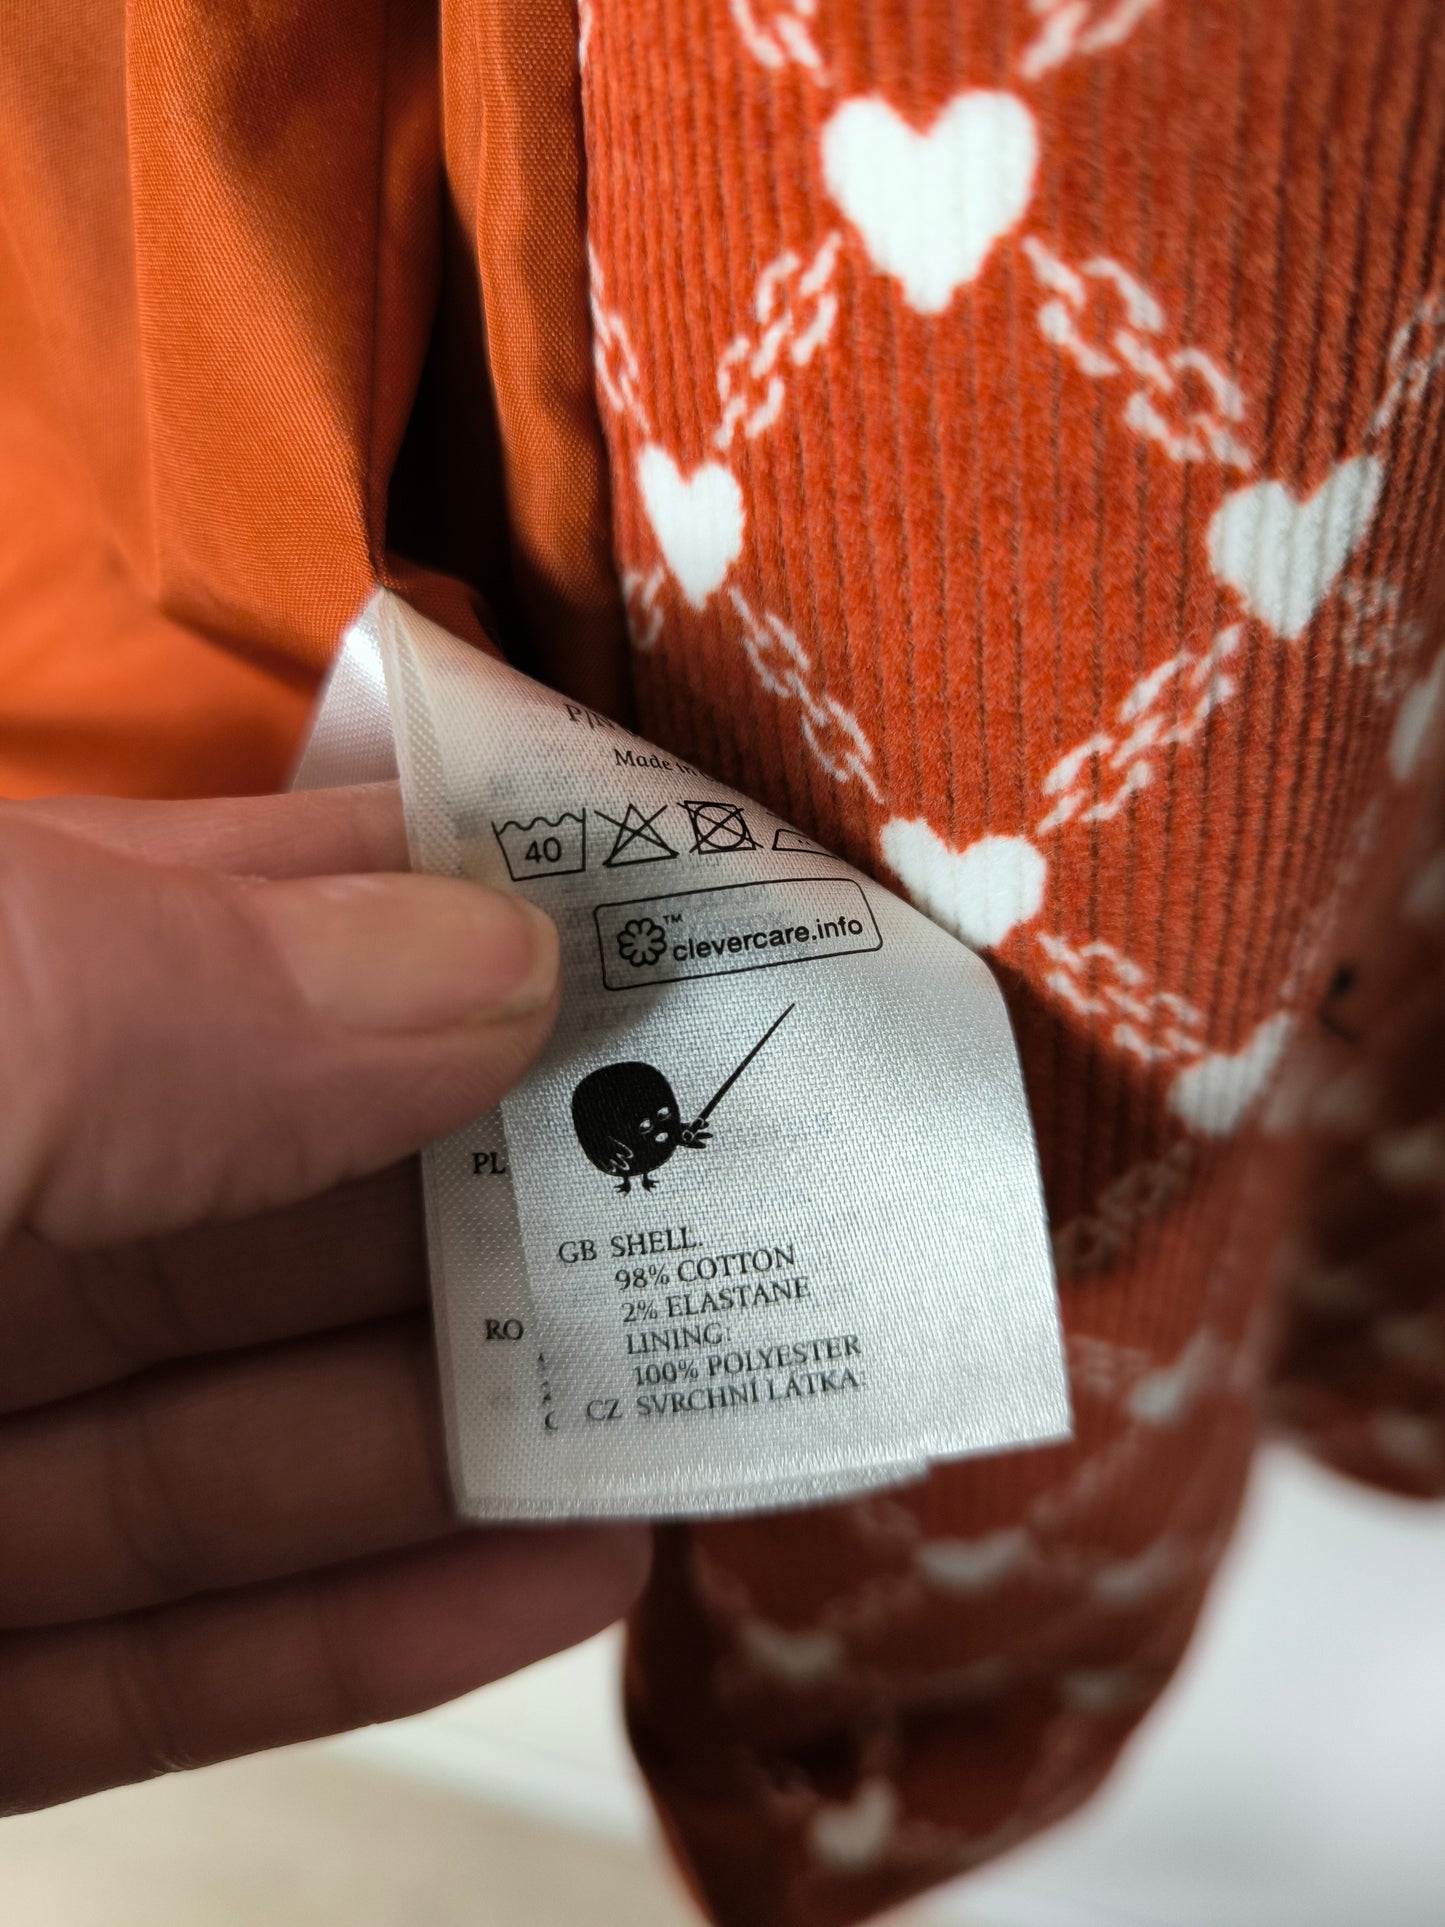 Made in
40
™
clevercare.info
PL
GB SHELL:
98% COTTON
2% ELASTANE
RO
LINING:
100% POLYESTER
CZ SVRCHNÍ LÁTKA: